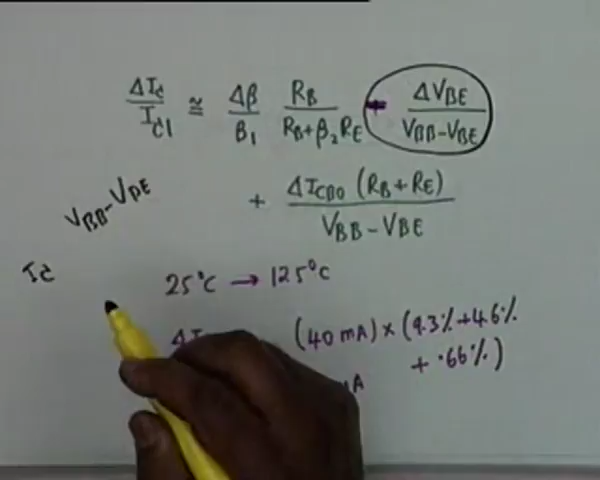 ΔIc / Ic1 ≅ Δβ / β1 RB / RB+β2RE - ΔVBE / VBB-VBE
+ ΔICBO (RB+RE) / VBB-VBE
VBB-VBE
Ic
25°C → 125°C
ΔI (40 mA) × (9.3% + 4.6%
+ .66%)
A